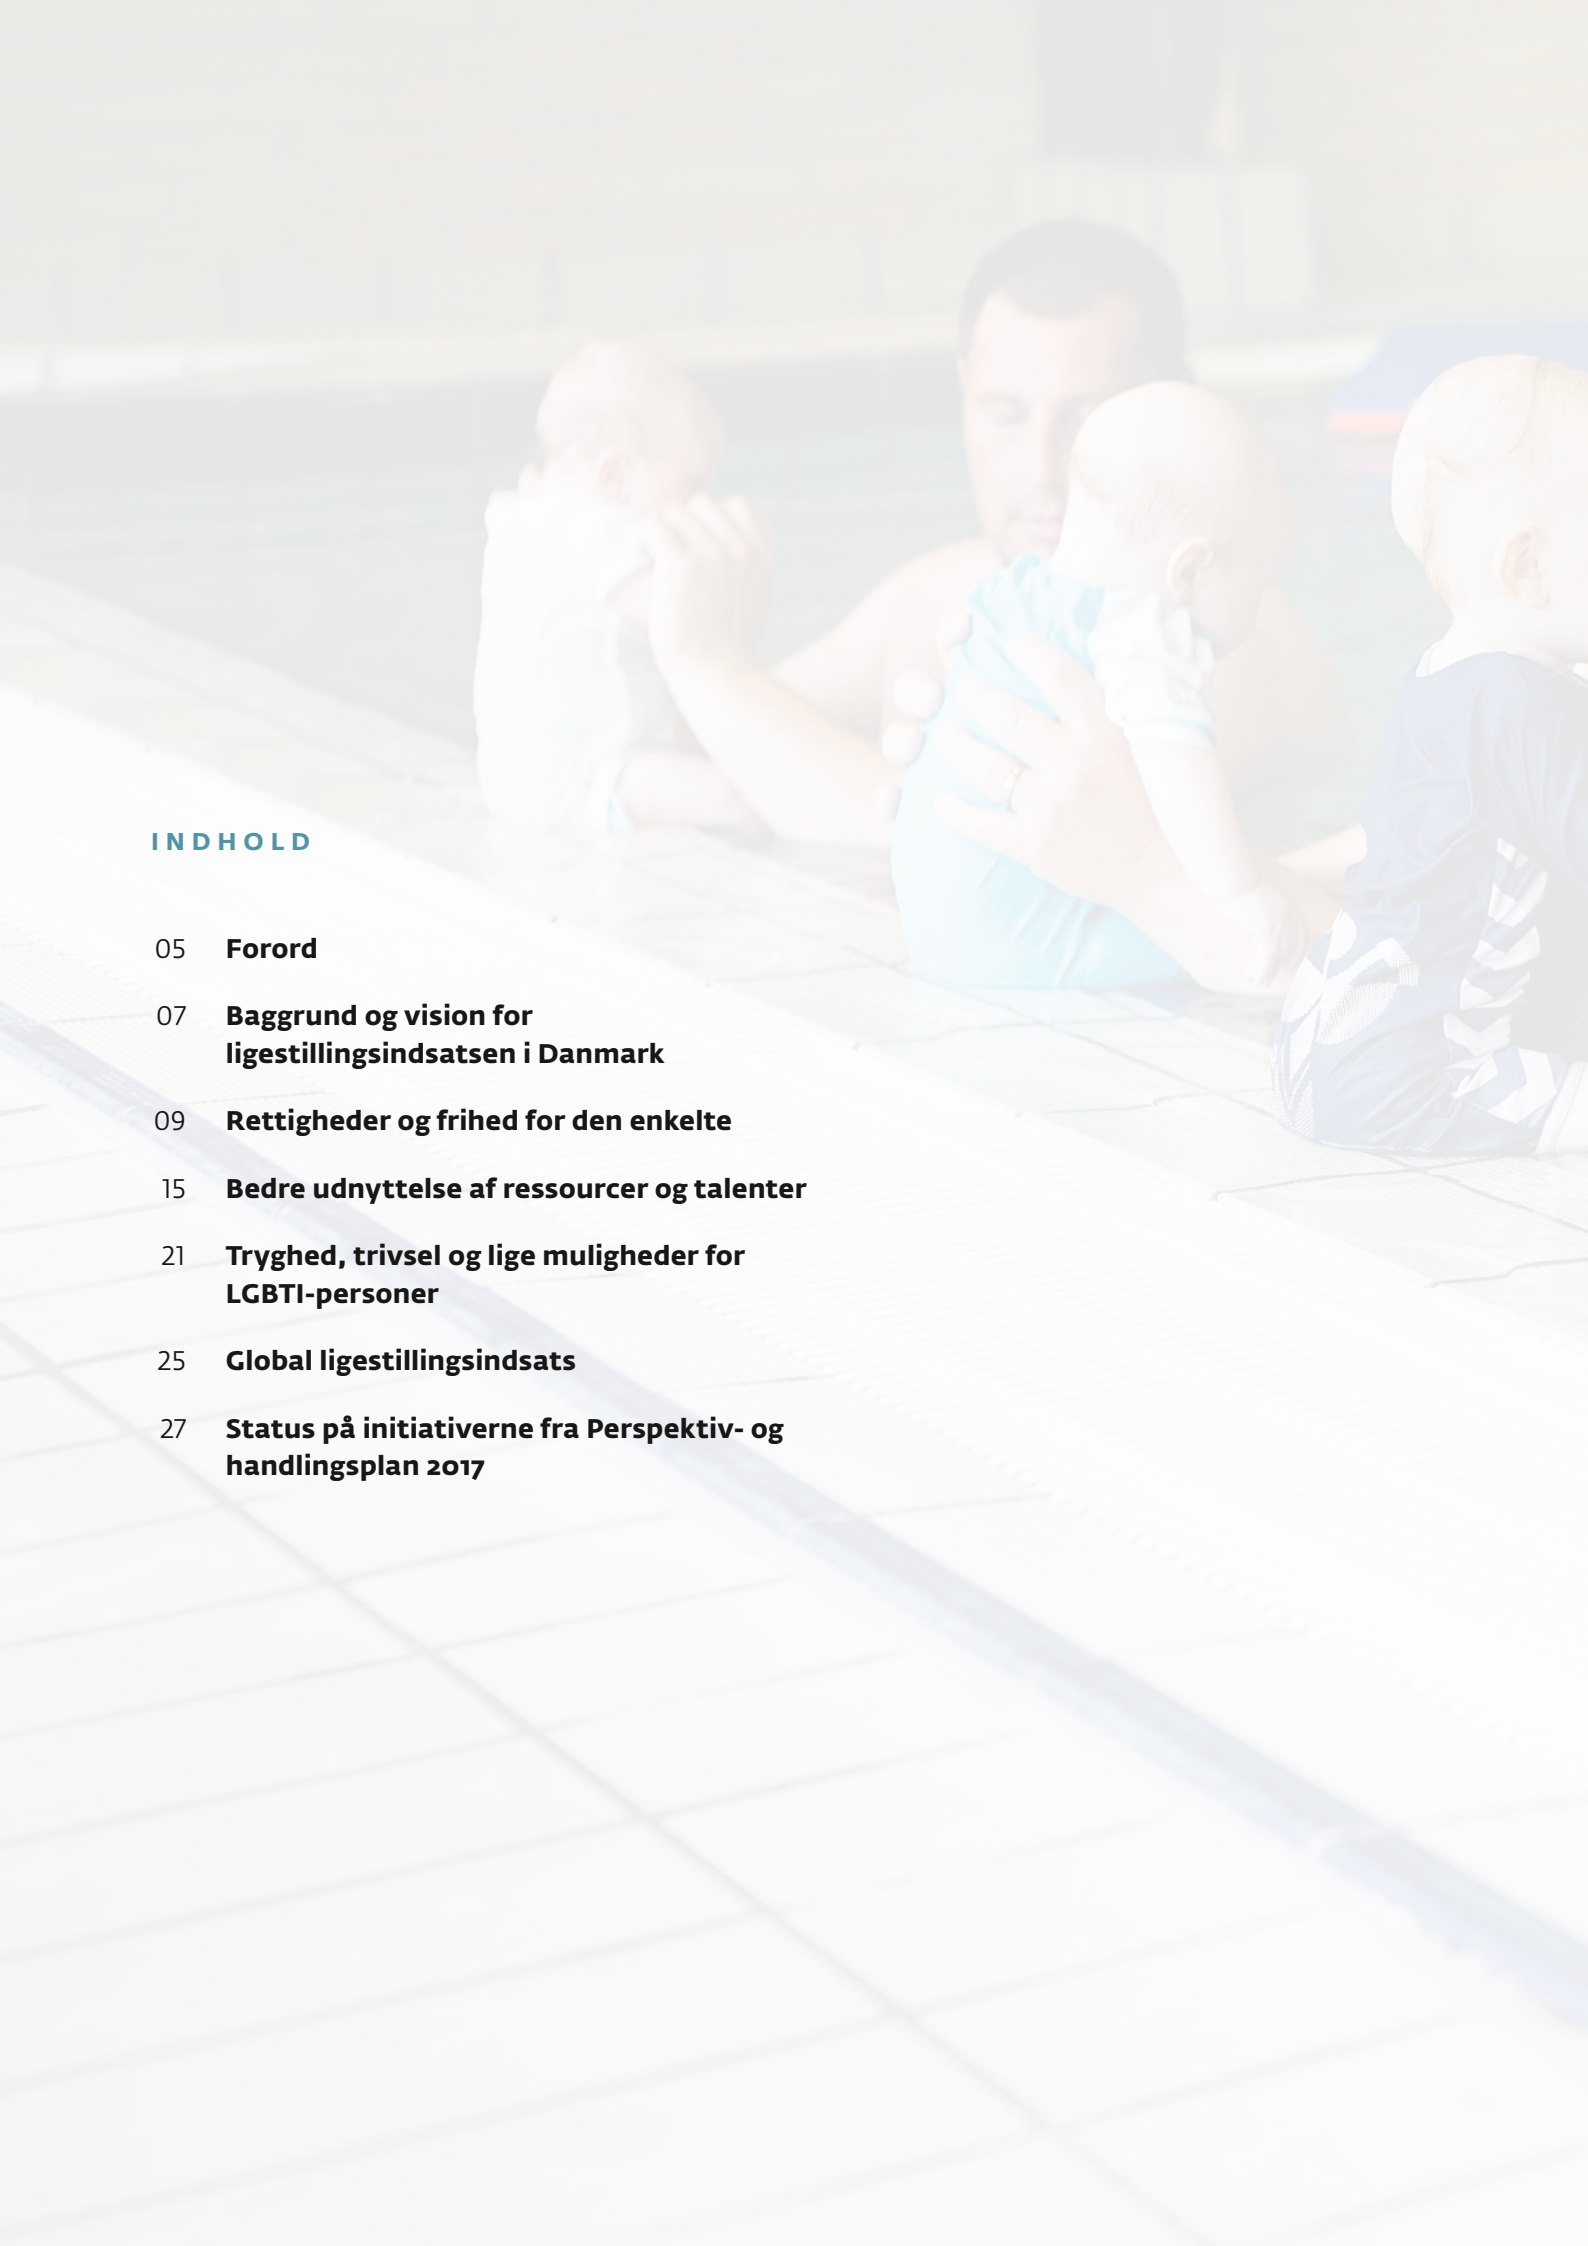 INDHOLD
05 Forord
07 Baggrund og vision for
ligestillingsindsatsen i Danmark
09 Rettigheder og frihed for den enkelte
15 Bedre udnyttelse af ressourcer og talenter
21 Tryghed, trivsel og lige muligheder for
LGBTI-personer
25 Global ligestillingsindsats
27 Status på initiativerne fra Perspektiv- og
handlingsplan 2017